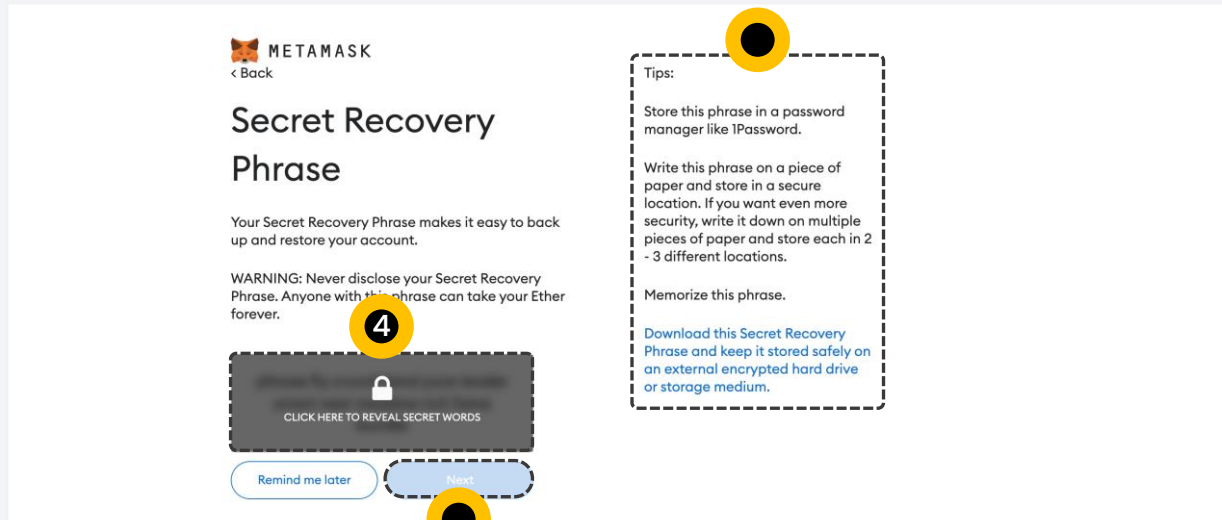 METAMASK
< Back
Secret Recovery
Phrase
Your Secret Recovery Phrase makes it easy to back
up and restore your account.
WARNING: Never disclose your Secret Recovery
Phrase. Anyone with this phrase can take your Ether
forever.
4
CLICK HERE TO REVEAL SECRET WORDS
Remind me later
Next
Tips:
Store this phrase in a password
manager like 1Password.
Write this phrase on a piece of
paper and store in a secure
location. If you want even more
security, write it down on multiple
pieces of paper and store each in 2
- 3 different locations.
Memorize this phrase.
Download this Secret Recovery
Phrase and keep it stored safely on
an external encrypted hard drive
or storage medium.